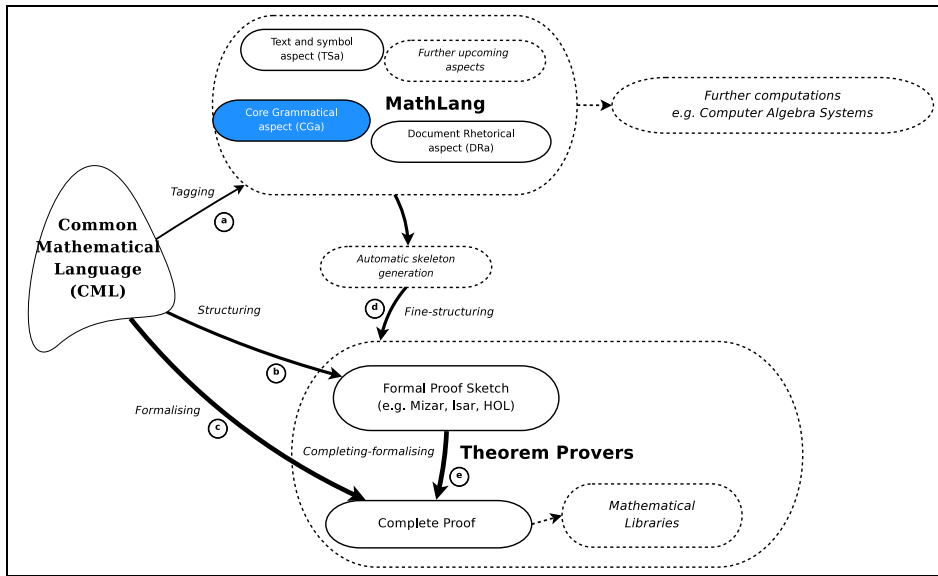 Text and symbol
aspect (TSa)
Further upcoming
aspects
MathLang
Core Grammatical
aspect (CGa)
Document Rhetorical
aspect (DRa)
Further computations
e.g. Computer Algebra Systems
Tagging
a
Common
Mathematical
Language
(CML)
Automatic skeleton
generation
d
Fine-structuring
Structuring
b
Formalising
c
Formal Proof Sketch
(e.g. Mizar, Isar, HOL)
Completing-formalising
e
Theorem Provers
Complete Proof
Mathematical
Libraries